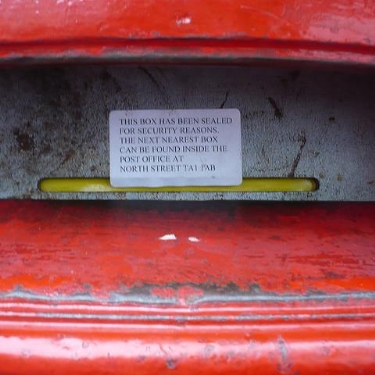 THIS BOX HAS BEEN SEALED
FOR SECURITY REASONS.
THE NEXT NEAREST BOX
CAN BE FOUND INSIDE THE
POST OFFICE AT
NORTH STREET TA1